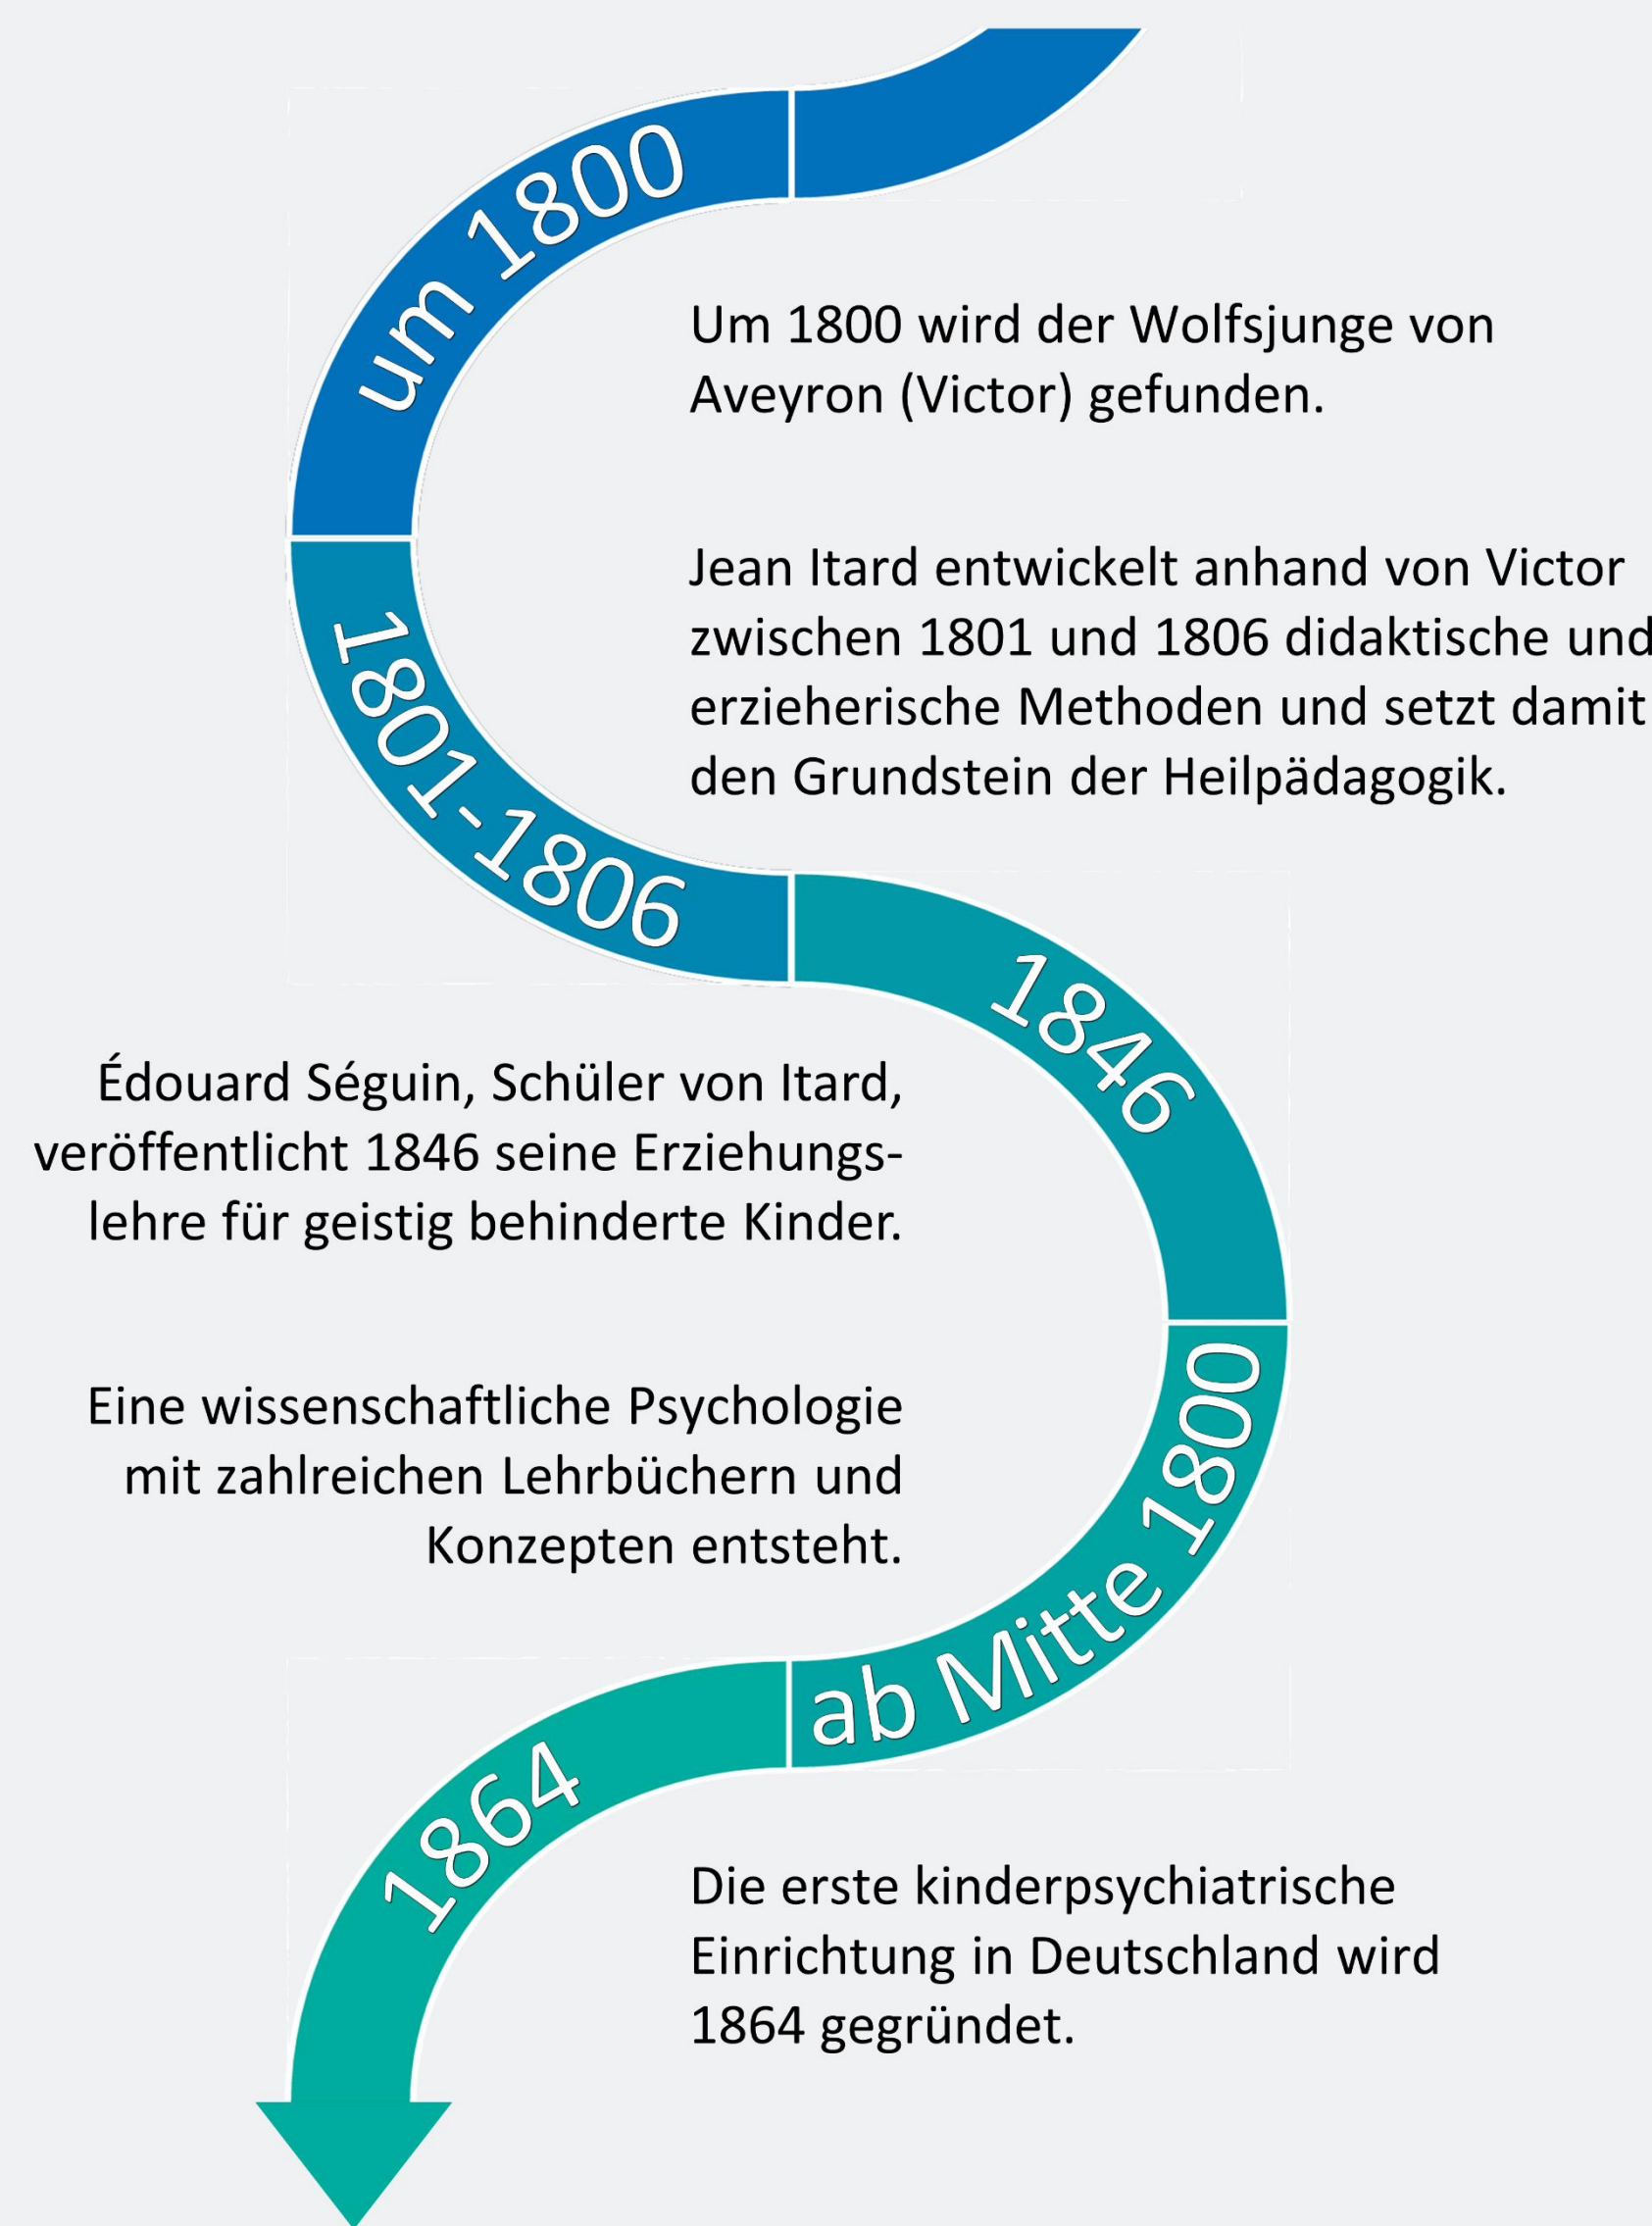 um 1800
Um 1800 wird der Wolfsjunge von
Aveyron (Victor) gefunden.
1801-1806
Jean Itard entwickelt anhand von Victor
zwischen 1801 und 1806 didaktische und
erzieherische Methoden und setzt damit
den Grundstein der Heilpädagogik.
1846
Édouard Séguin, Schüler von Itard,
veröffentlicht 1846 seine Erziehungs-
lehre für geistig behinderte Kinder.
ab Mitte 1800
Eine wissenschaftliche Psychologie
mit zahlreichen Lehrbüchern und
Konzepten entsteht.
1864
Die erste kinderpsychiatrische
Einrichtung in Deutschland wird
1864 gegründet.